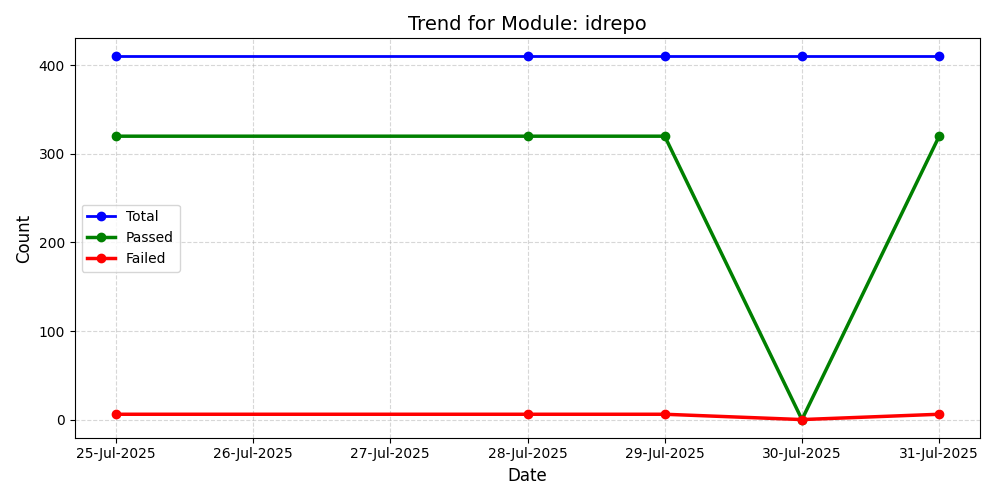 Trend for Module: idrepo
Count
400
300
200
100
0
Total
Passed
Failed
25-Jul-2025
26-Jul-2025
27-Jul-2025
28-Jul-2025
29-Jul-2025
30-Jul-2025
31-Jul-2025
Date